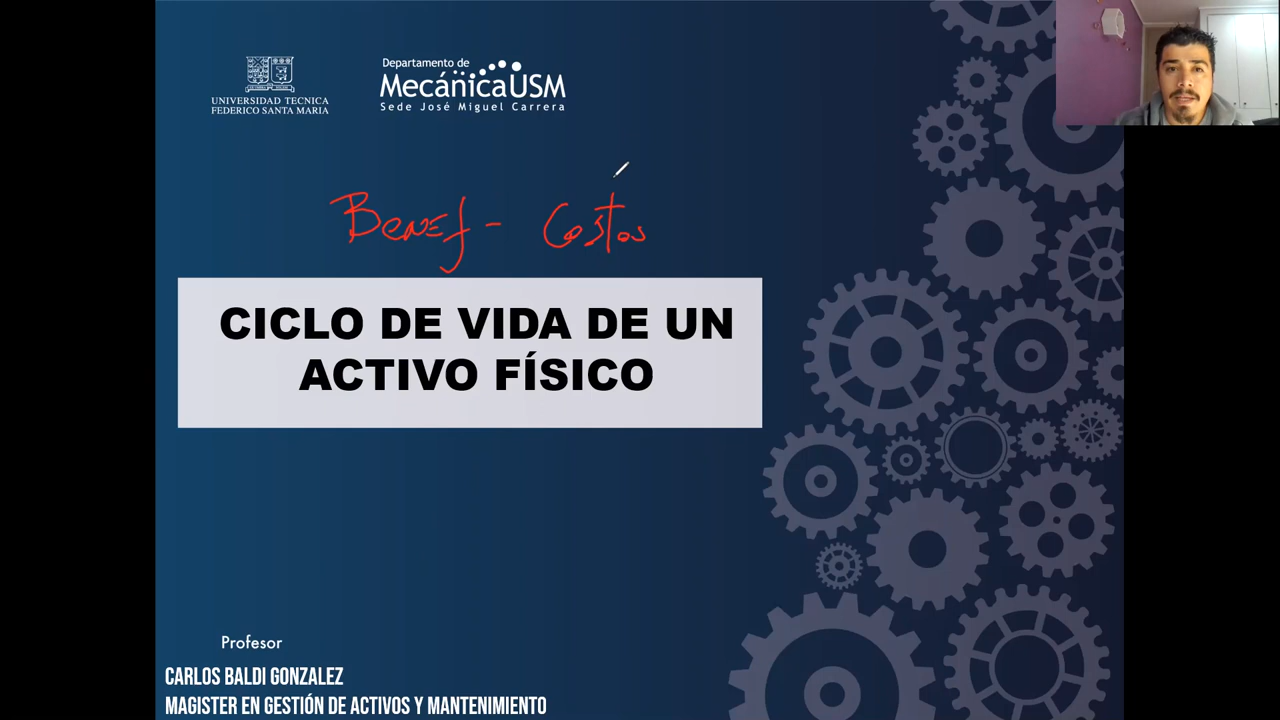 UNIVERSIDAD TECNICA
FEDERICO SANTA MARIA
Departamento de
MecánicaUSM
Sede José Miguel Carrera
Benef - Costos
CICLO DE VIDA DE UN
ACTIVO FÍSICO
Profesor
CARLOS BALDI GONZALEZ
MAGISTER EN GESTIÓN DE ACTIVOS Y MANTENIMIENTO